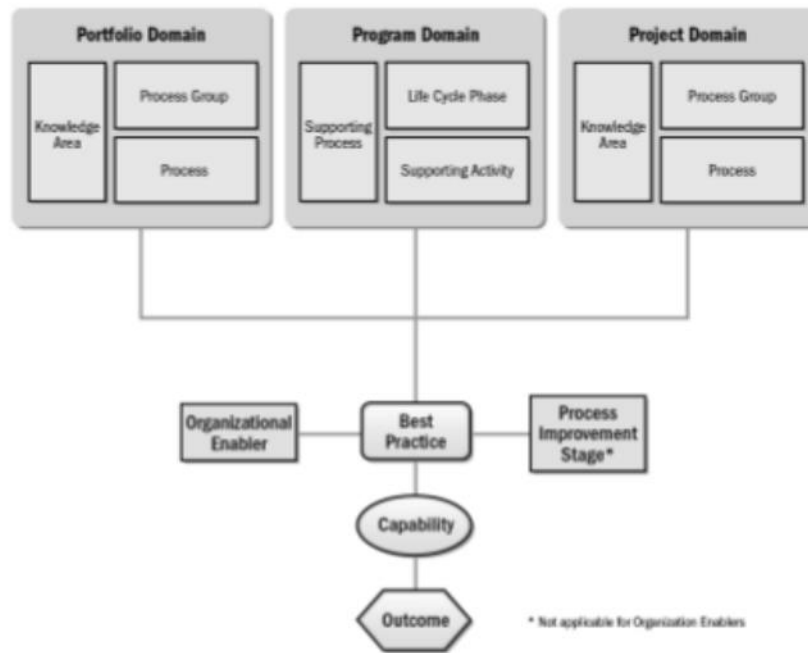 Portfolio Domain
Knowledge
Area
Process Group
Process
Program Domain
Supporting
Process
Life Cycle Phase
Supporting Activity
Project Domain
Knowledge
Area
Process Group
Process
Organizational
Enabler
Best
Practice
Process
Improvement
Stage*
Capability
Outcome
* Not applicable for Organization Enablers